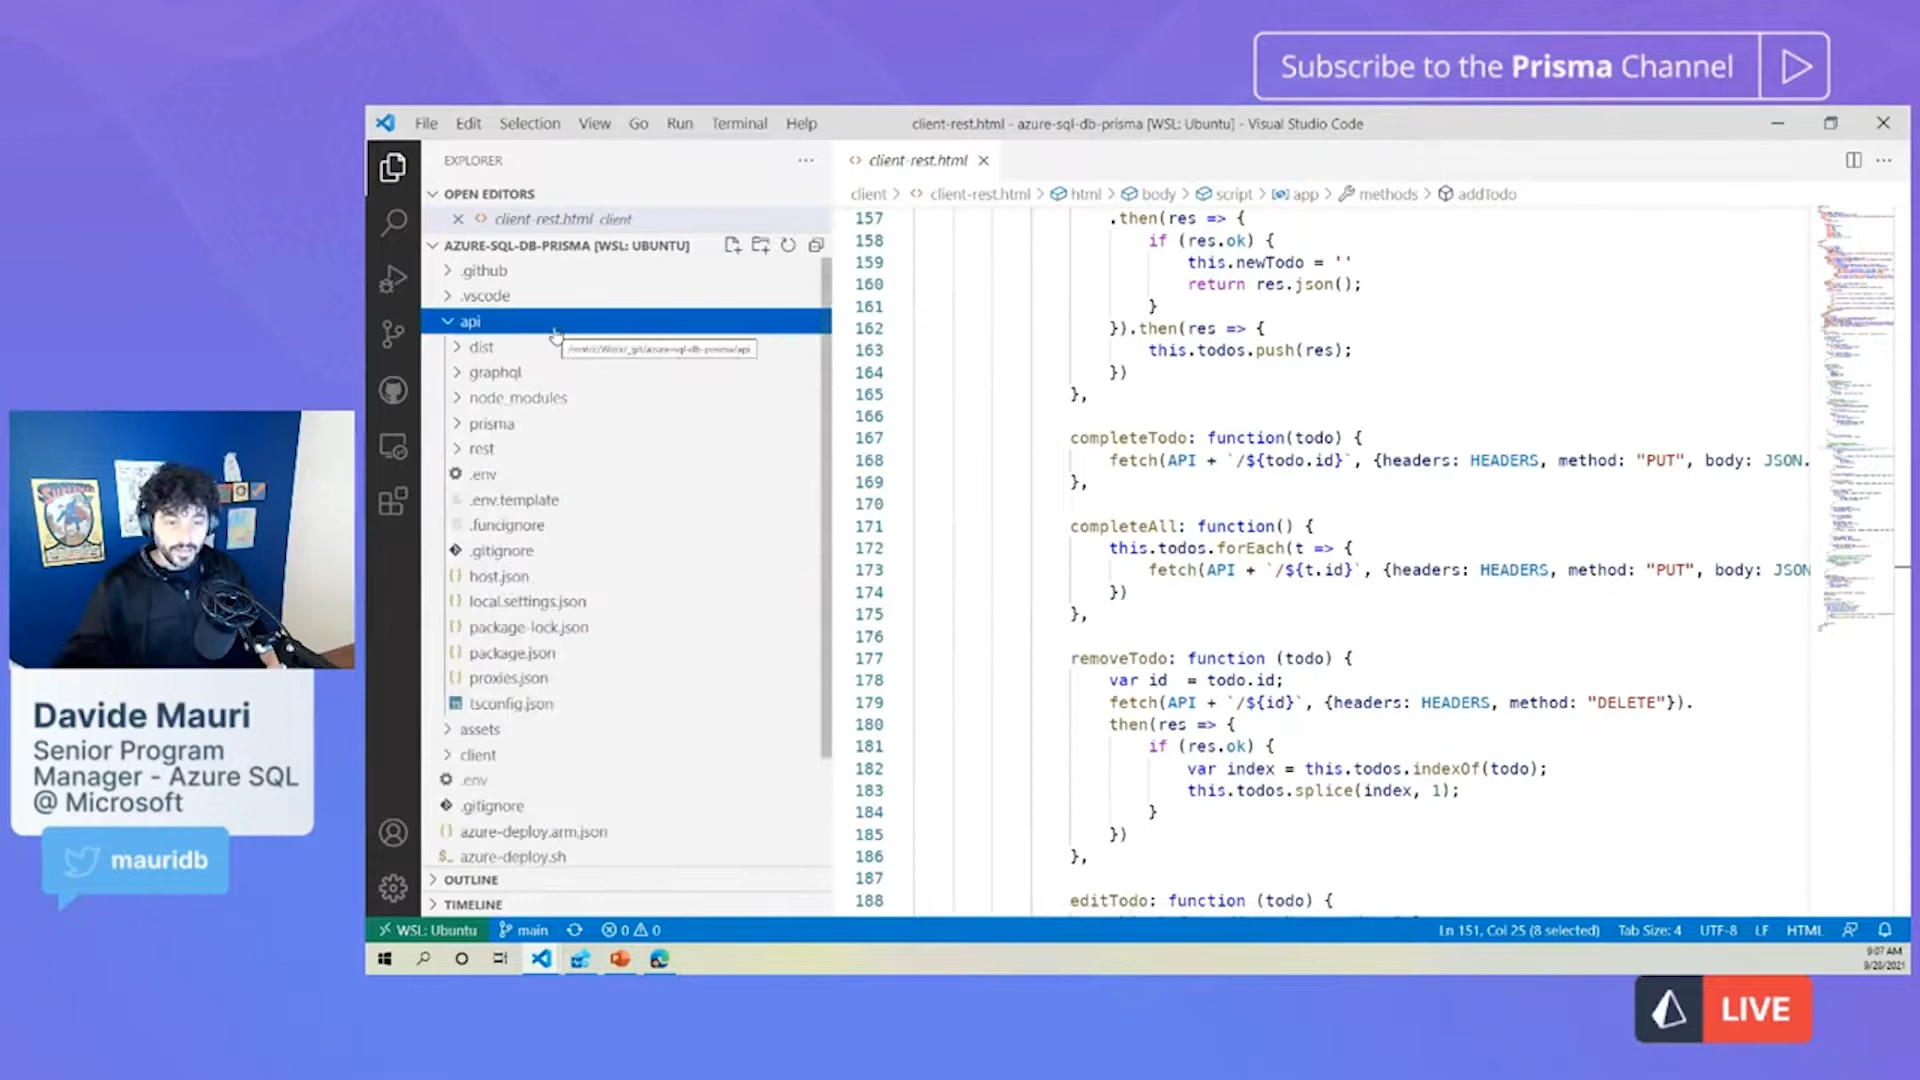 Subscribe to the Prisma Channel
File Edit Selection View Go Run Terminal Help
client-rest.html - azure-sql-db-prisma [WSL: Ubuntu] - Visual Studio Code
EXPLORER
OPEN EDITORS
client-rest.html client
AZURE-SQL-DB-PRISMA [WSL: UBUNTU]
.github
.vscode
api
dist
graphql
node_modules
prisma
rest
.env
.env.template
.funcignore
.gitignore
host.json
local.settings.json
package-lock.json
package.json
proxies.json
tsconfig.json
assets
client
.env
.gitignore
azure-deploy.arm.json
azure-deploy.sh
OUTLINE
TIMELINE
client-rest.html
client > client-rest.html > html > body > script > app > methods > addTodo
157 .then(res => {
158 if (res.ok) {
159 this.newTodo = ''
160 return res.json();
161 }
162 }).then(res => {
163 this.todos.push(res);
164 })
165 },
166
167 completeTodo: function(todo) {
168 fetch(API + `/${todo.id}`, {headers: HEADERS, method: "PUT", body: JSON.
169 },
170
171 completeAll: function() {
172 this.todos.forEach(t => {
173 fetch(API + `/${t.id}`, {headers: HEADERS, method: "PUT", body: JSON
174 })
175 },
176
177 removeTodo: function (todo) {
178 var id = todo.id;
179 fetch(API + `/${id}`, {headers: HEADERS, method: "DELETE"}).
180 then(res => {
181 if (res.ok) {
182 var index = this.todos.indexOf(todo);
183 this.todos.splice(index, 1);
184 }
185 })
186 },
187
188 editTodo: function (todo) {
WSL: Ubuntu main 0 0
Ln 151, Col 25 (8 selected) Tab Size: 4 UTF-8 LF HTML
9:07 AM
9/28/2021
Davide Mauri
Senior Program
Manager - Azure SQL
@ Microsoft
mauridb
LIVE